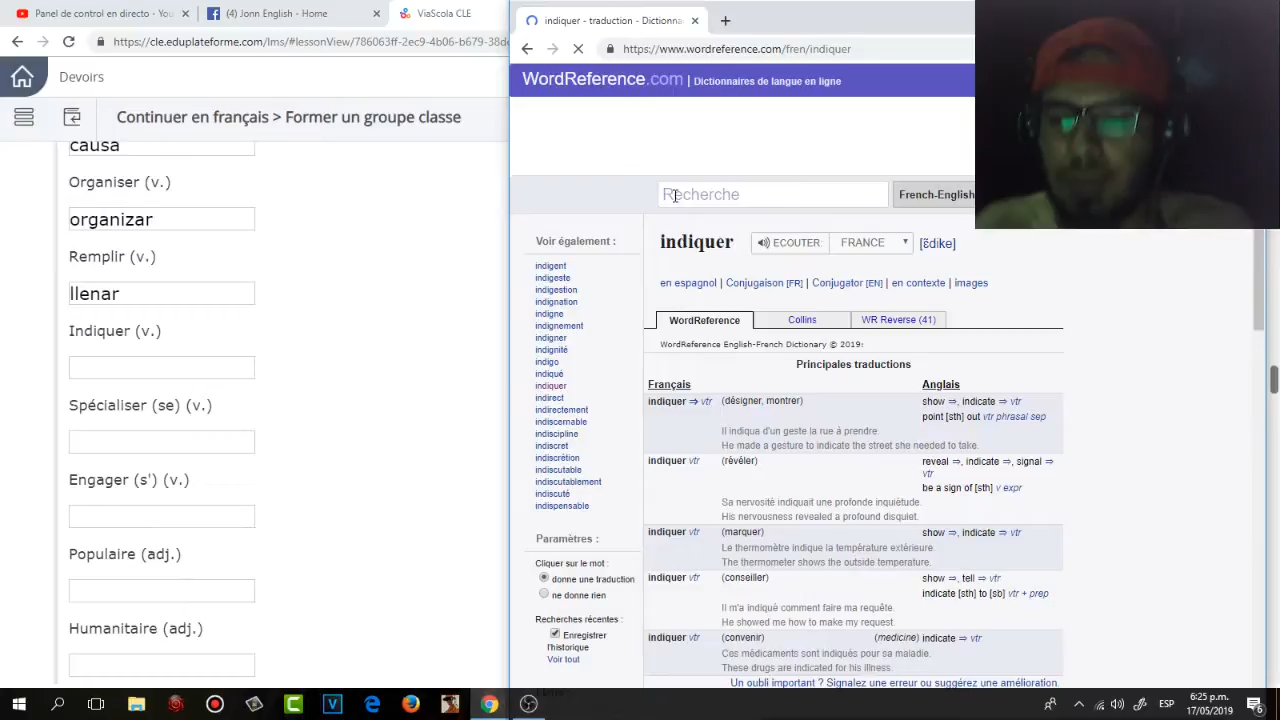 Panel de control en directo - You
(4) Jonn English - Home
ViaScola CLE
indiquer - traduction - Dictionna
https://cle.eduplateforme.com/lms/#lessonView/786063ff-2ec9-4b06-b679-38de
https://www.wordreference.com/fren/indiquer
Devoirs
Continuer en français > Former un groupe classe
causa
Organiser (v.)
organizar
Remplir (v.)
llenar
Indiquer (v.)
Spécialiser (se) (v.)
Engager (s') (v.)
Populaire (adj.)
Humanitaire (adj.)
WordReference.com | Dictionnaires de langue en ligne
Recherche
French-English
Voir également :
indigent
indigeste
indigestion
indignation
indigne
indignement
indigner
indignité
indigo
indiqué
indiquer
indirect
indirectement
indiscernable
indiscipline
indiscret
indiscrétion
indiscutable
indiscutablement
indiscuté
indispensable
Paramètres :
Cliquer sur le mot :
donne une traduction
ne donne rien
Recherches récentes :
Enregistrer
l'historique
Voir tout
indiquer
ECOUTER:
FRANCE
[ɛ̃dike]
en espagnol | Conjugaison [FR] | Conjugator [EN] | en contexte | images
WordReference
Collins
WR Reverse (41)
WordReference English-French Dictionary © 2019:
Principales traductions
Français
Anglais
indiquer ⇒ vtr (désigner, montrer) show ⇒, indicate ⇒ vtr
point [sth] out vtr phrasal sep
Il indiqua d'un geste la rue à prendre.
He made a gesture to indicate the street she needed to take.
indiquer vtr (révéler) reveal ⇒, indicate ⇒, signal ⇒
vtr
be a sign of [sth] v expr
Sa nervosité indiquait une profonde inquiétude.
His nervousness revealed a profound disquiet.
indiquer vtr (marquer) show ⇒, indicate ⇒ vtr
Le thermomètre indique la température extérieure.
The thermometer shows the outside temperature.
indiquer vtr (conseiller) show ⇒, tell ⇒ vtr
indicate [sth] to [sb] vtr + prep
Il m'a indiqué comment faire ma requête.
He showed me how to make my request.
indiquer vtr (convenir) (medicine) indicate ⇒ vtr
Ces médicaments sont indiqués pour sa maladie.
These drugs are indicated for his illness.
Un oubli important ? Signalez une erreur ou suggérez une amélioration.
ESP
6:25 p.m.
17/05/2019
6